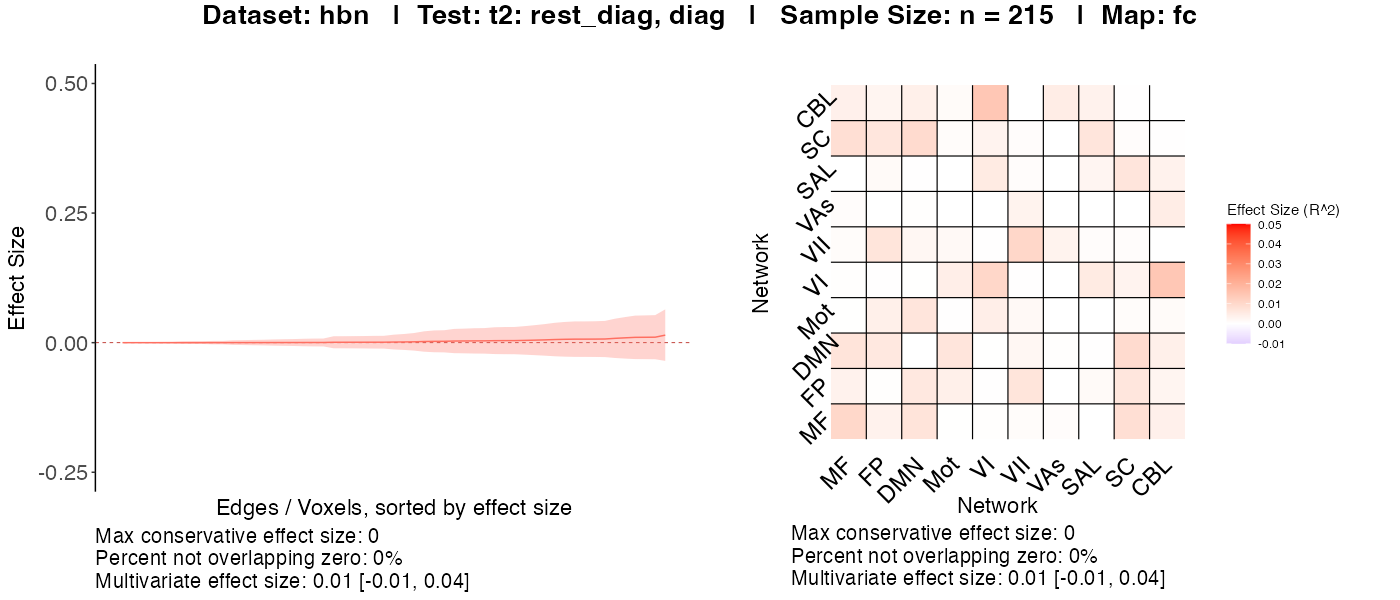 Dataset: hbn | Test: t2: rest_diag, diag | Sample Size: n = 215 | Map: fc
0.50
0.25
0.00
-0.25
Effect Size
Edges / Voxels, sorted by effect size
Max conservative effect size: 0
Percent not overlapping zero: 0%
Multivariate effect size: 0.01 [-0.01, 0.04]
Network
CBL
SC
SAL
VAs
VII
VI
Mot
DMN
FP
MF
MF
FP
DMN
Mot
VI
VII
VAs
SAL
SC
CBL
Network
Max conservative effect size: 0
Percent not overlapping zero: 0%
Multivariate effect size: 0.01 [-0.01, 0.04]
Effect Size (R^2)
0.05
0.04
0.03
0.02
0.01
0.00
-0.01